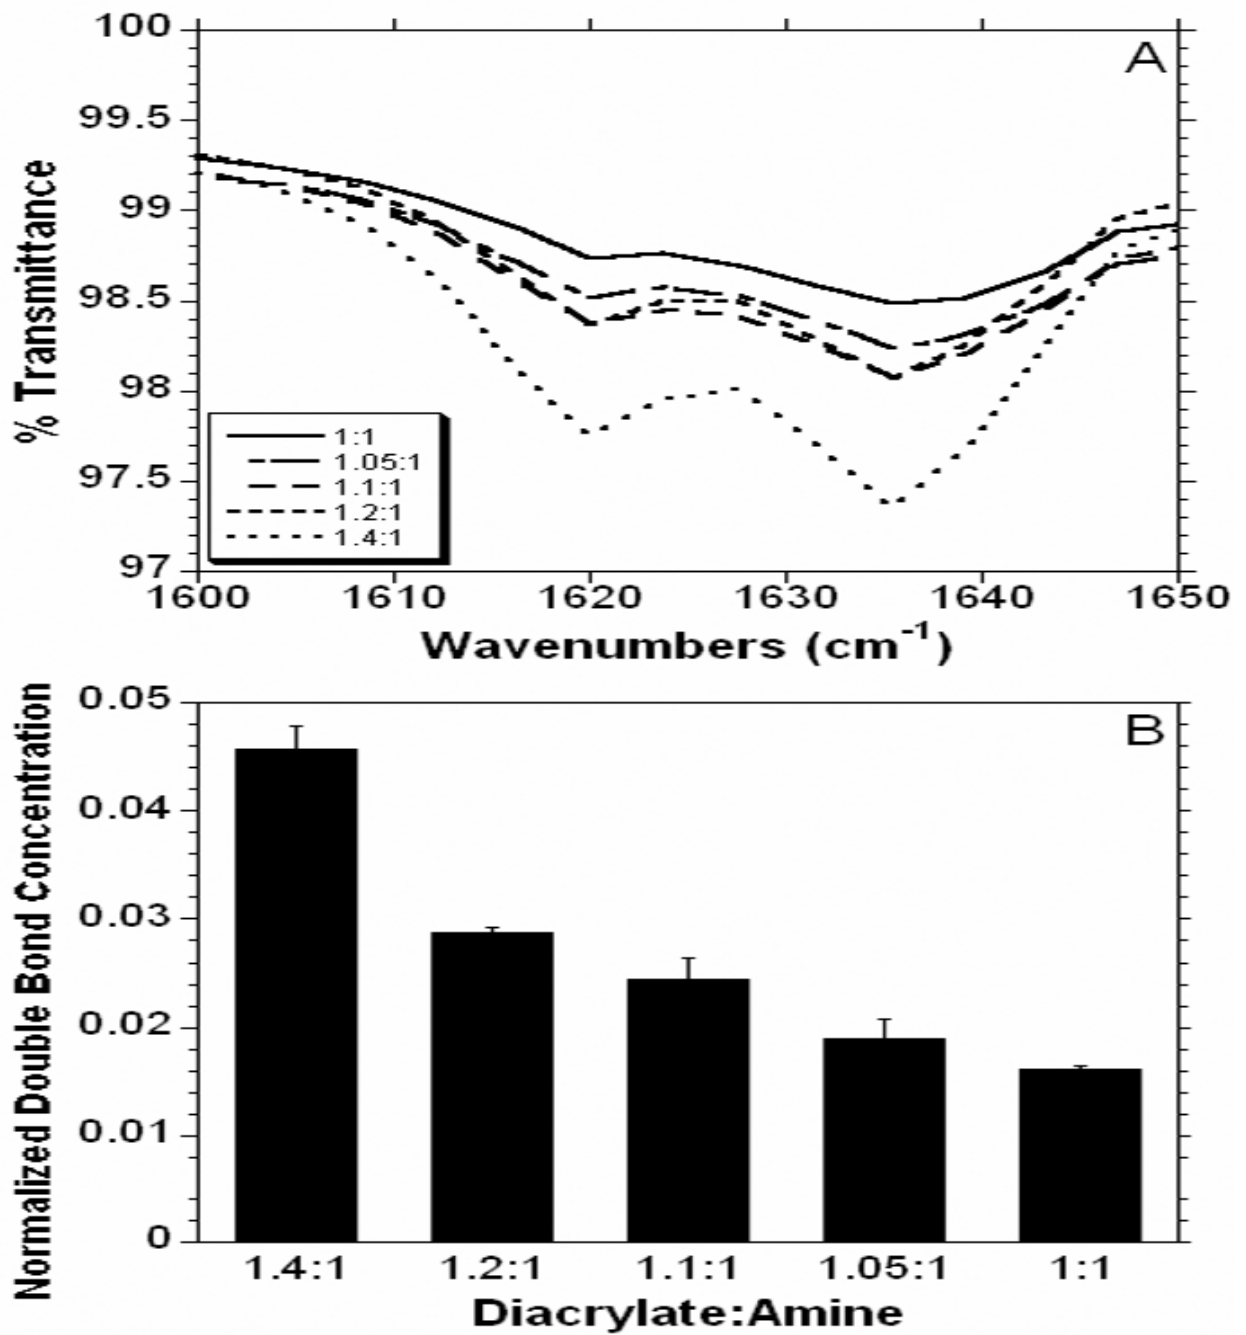 100
A
99.5
99
98.5
98
97.5
97
% Transmittance
1:1
1.05:1
1.1:1
1.2:1
1.4:1
1600 1610 1620 1630 1640 1650
Wavenumbers (cm⁻¹)
0.05
B
0.04
0.03
0.02
0.01
0
Normalized Double Bond Concentration
1.4:1 1.2:1 1.1:1 1.05:1 1:1
Diacrylate:Amine